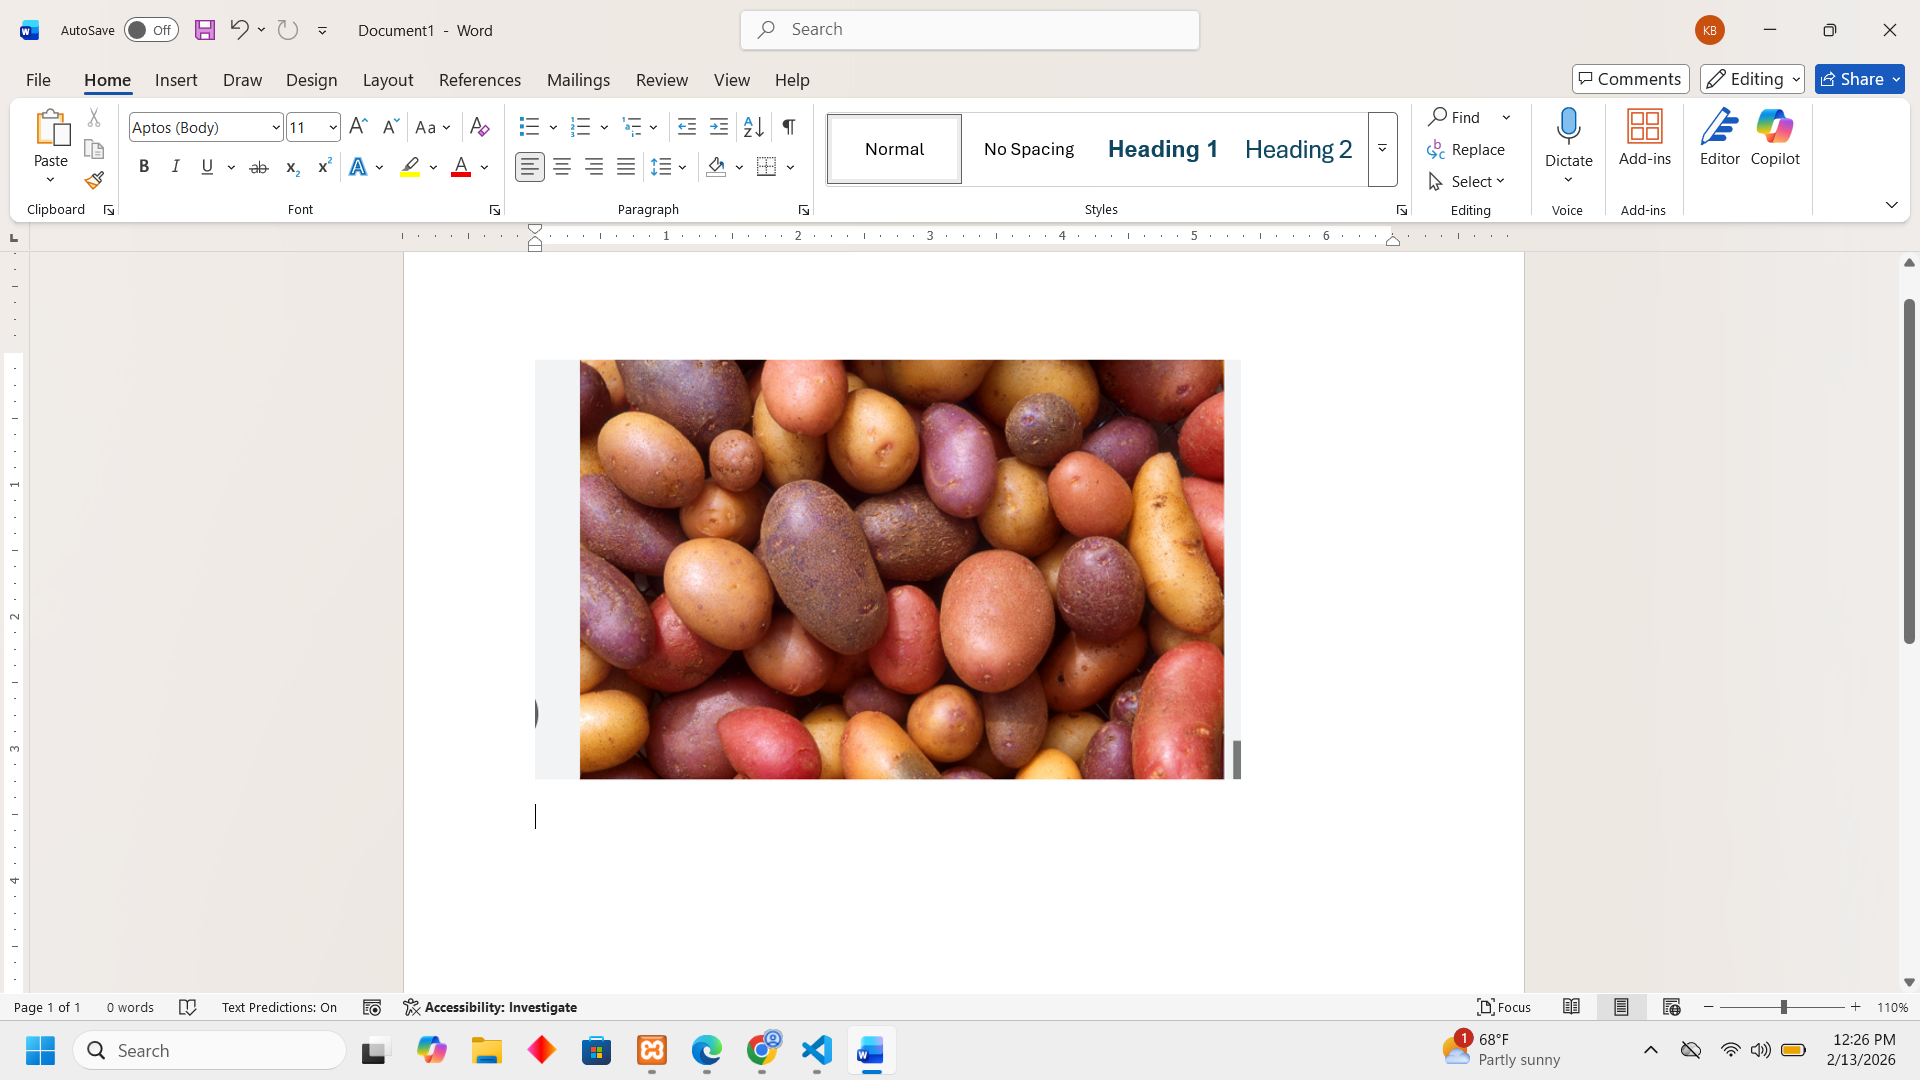 AutoSave Off Document1 - Word Search KB
File Home Insert Draw Design Layout References Mailings Review View Help Comments Editing Share
Paste Aptos (Body) 11 Aa Normal No Spacing Heading 1 Heading 2 Find Replace Select Dictate Add-ins Editor Copilot
Clipboard Font Paragraph Styles Editing Voice Add-ins
1 2 3 4 5 6
1
2
3
4
Page 1 of 1 0 words Text Predictions: On Accessibility: Investigate Focus 110%
Search 1 68°F Partly sunny 12:26 PM 2/13/2026